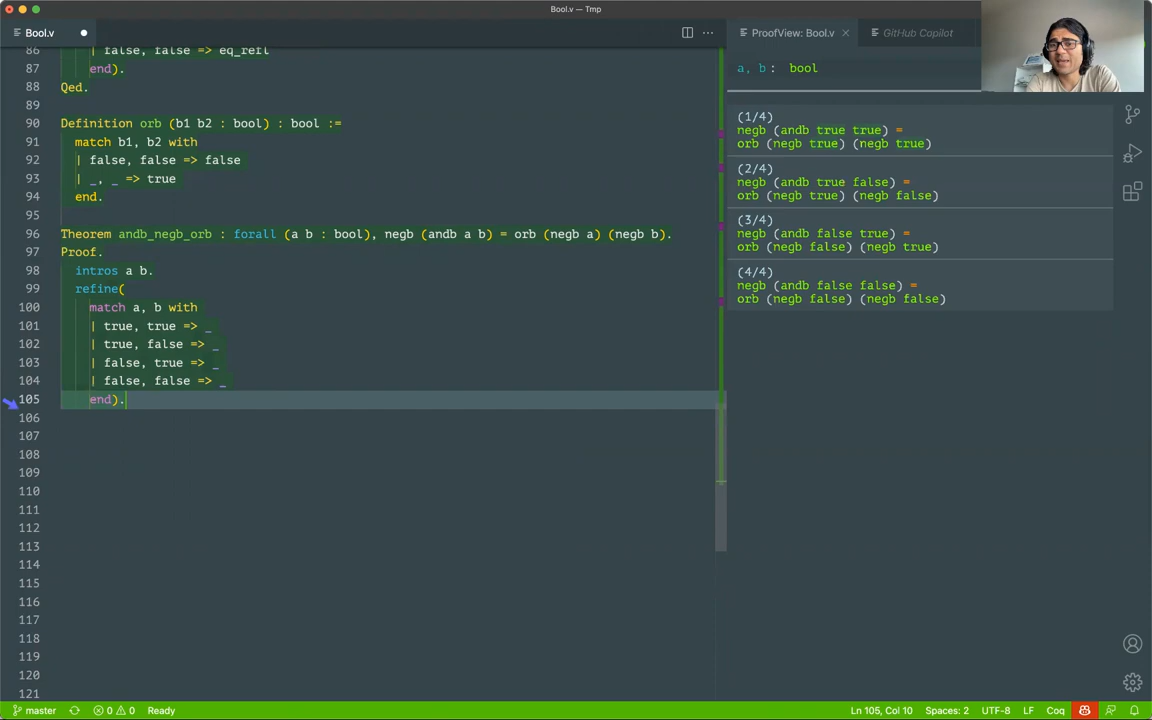 Bool.v — Tmp
Bool.v
86 | false, false => eq_refl
87 end).
88 Qed.
89
90 Definition orb (b1 b2 : bool) : bool :=
91 match b1, b2 with
92 | false, false => false
93 | _, _ => true
94 end.
95
96 Theorem andb_negb_orb : forall (a b : bool), negb (andb a b) = orb (negb a) (negb b).
97 Proof.
98 intros a b.
99 refine(
100 match a, b with
101 | true, true => _
102 | true, false => _
103 | false, true => _
104 | false, false => _
105 end).
106
107
108
109
110
111
112
113
114
115
116
117
118
119
120
121
ProofView: Bool.v
GitHub Copilot
a, b : bool
(1/4)
negb (andb true true) =
orb (negb true) (negb true)
(2/4)
negb (andb true false) =
orb (negb true) (negb false)
(3/4)
negb (andb false true) =
orb (negb false) (negb true)
(4/4)
negb (andb false false) =
orb (negb false) (negb false)
master 0 0 Ready Ln 105, Col 10 Spaces: 2 UTF-8 LF Coq